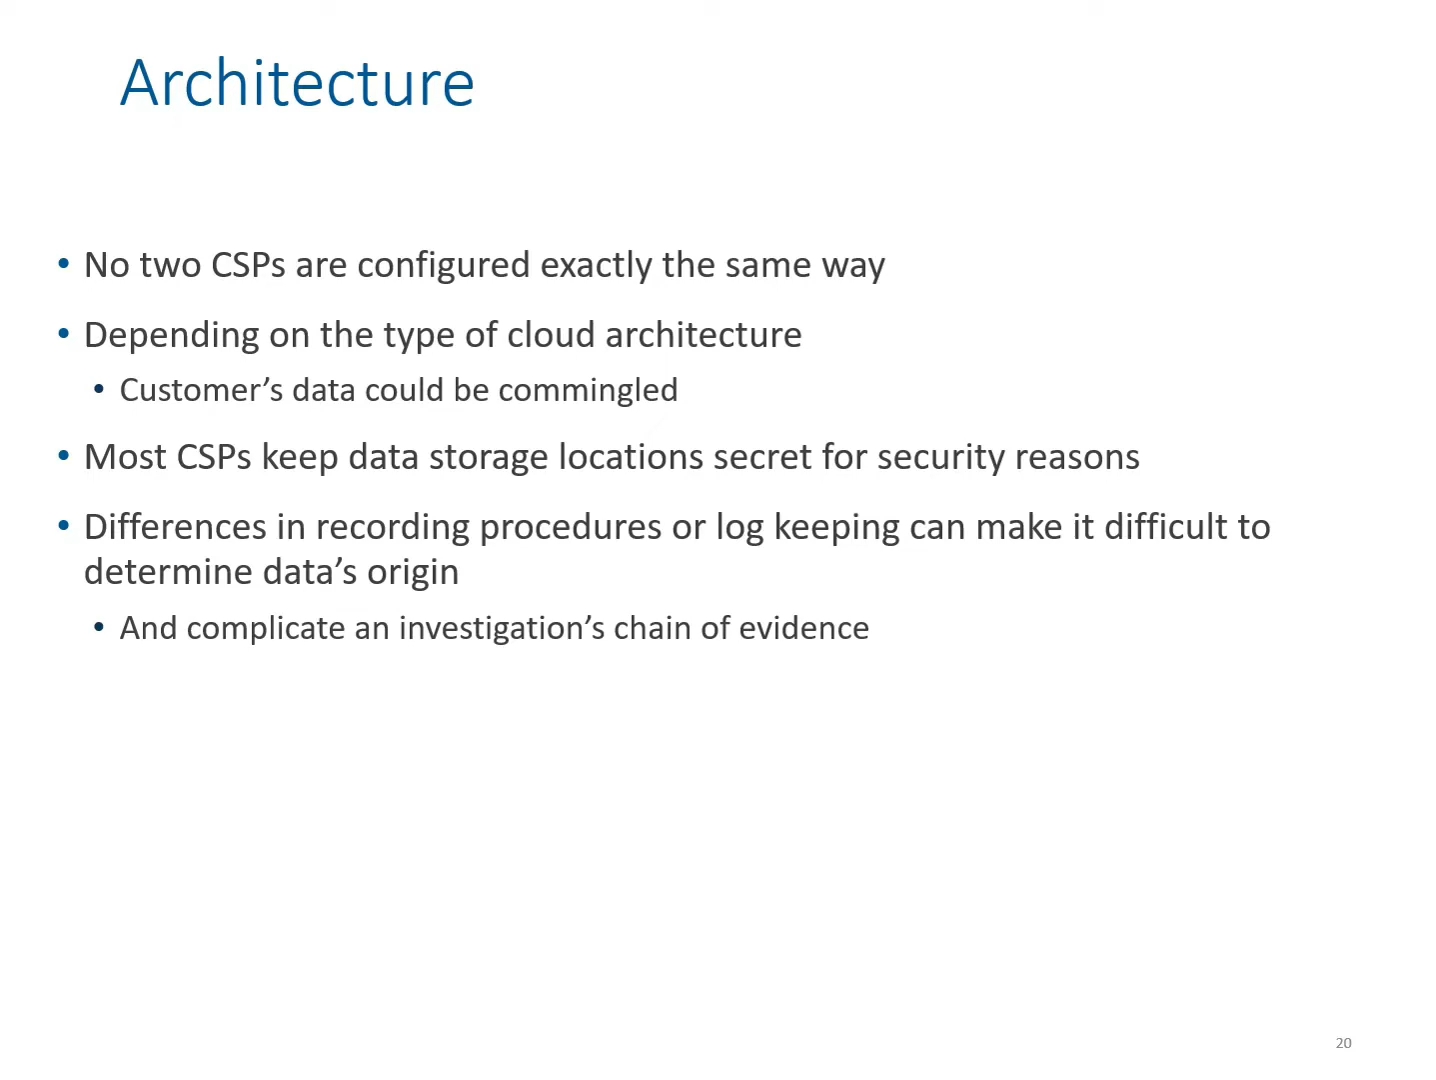 Architecture
• No two CSPs are configured exactly the same way
• Depending on the type of cloud architecture
• Customer’s data could be commingled
• Most CSPs keep data storage locations secret for security reasons
• Differences in recording procedures or log keeping can make it difficult to
determine data’s origin
• And complicate an investigation’s chain of evidence
20